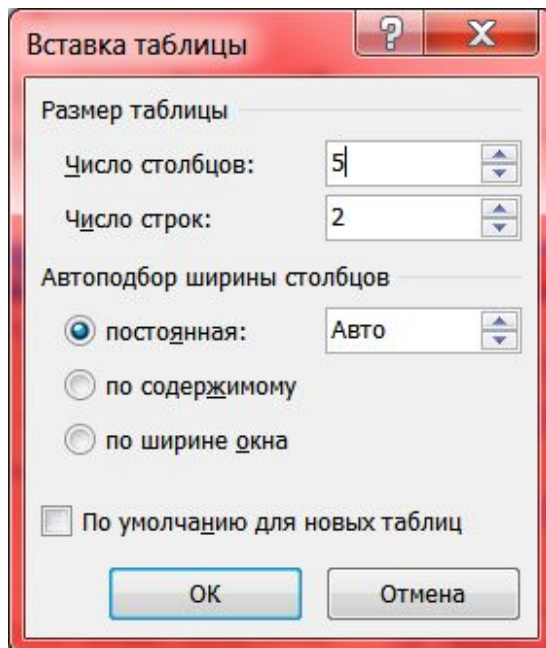 Вставка таблицы
Размер таблицы
Число столбцов: 5
Число строк: 2
Автоподбор ширины столбцов
постоянная: Авто
по содержимому
по ширине окна
По умолчанию для новых таблиц
ОК Отмена